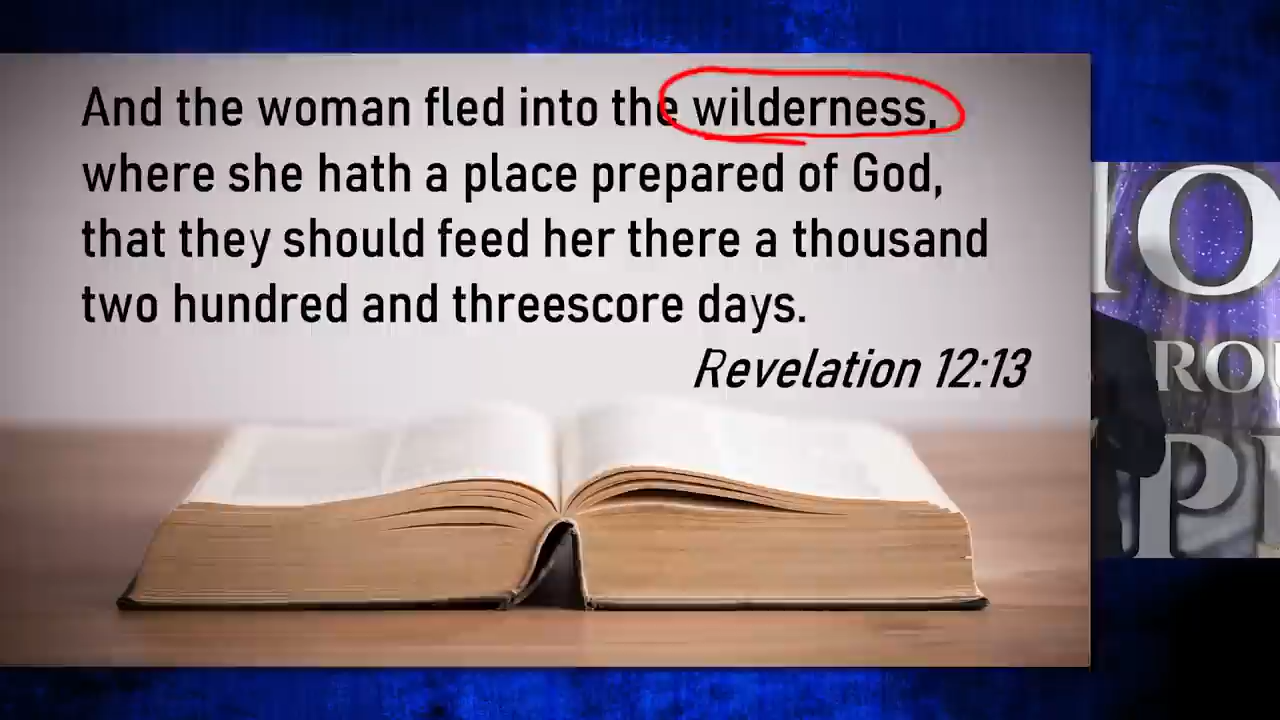 And the woman fled into the wilderness,
where she hath a place prepared of God,
that they should feed her there a thousand
two hundred and threescore days.
Revelation 12:13